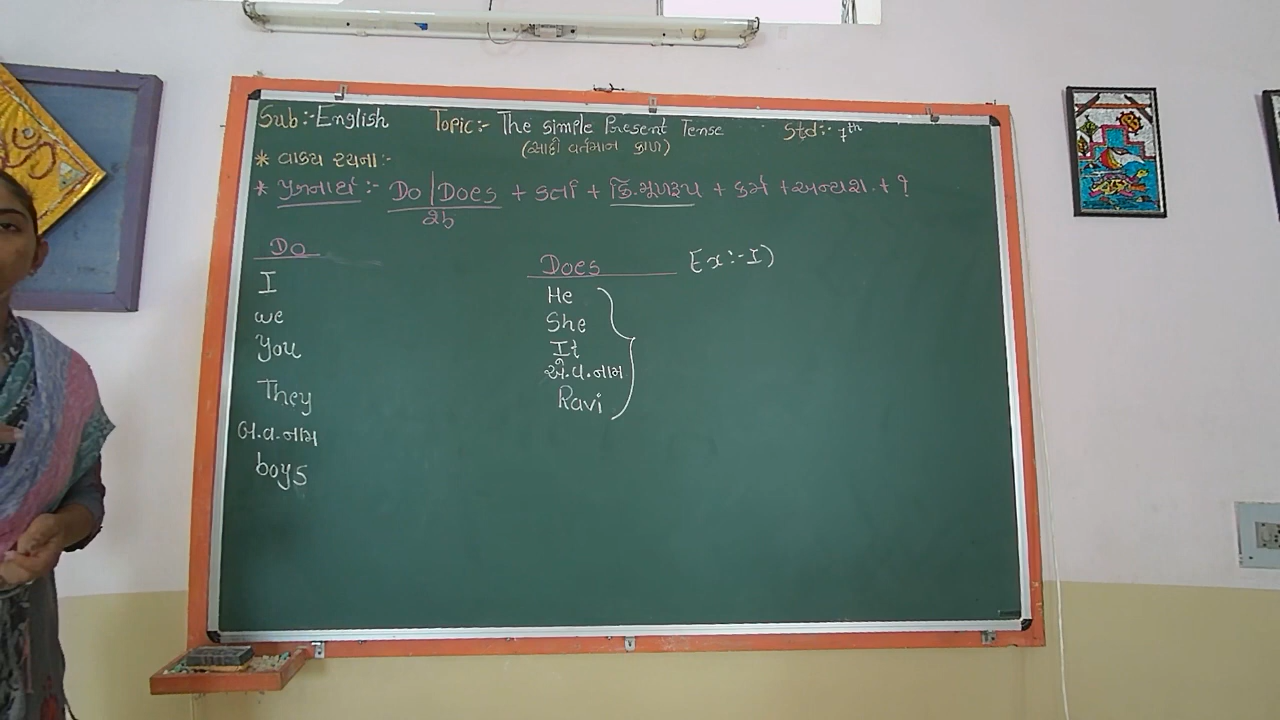 Sub:- English Topic:- The simple Present Tense Std:- 7th
(સાદો વર્તમાન કાળ)
* વાક્ય રચના:-
* પ્રશ્નાર્થ :- Do | Does + કર્તા + ક્રિ.મૂળરૂપ + કર્મ + અન્યશ. + ?
Do
I
we
You
They
બ.વ.નામ
boys
Does
He
She
It
એ.વ.નામ
Ravi
Ex:- I)